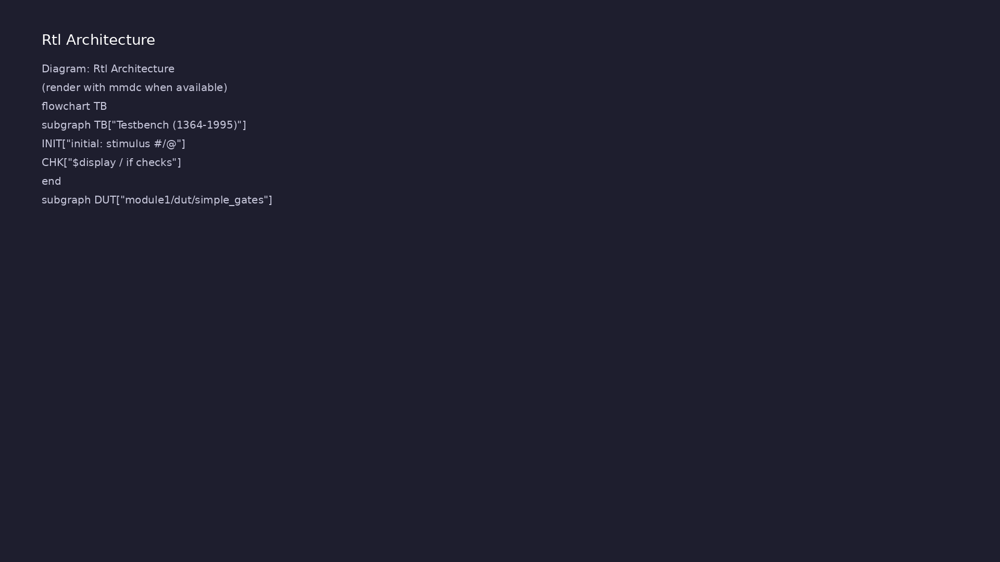 Rtl Architecture
Diagram: Rtl Architecture
(render with mmdc when available)
flowchart TB
subgraph TB["Testbench (1364-1995)"]
INIT["initial: stimulus #/@"]
CHK["$display / if checks"]
end
subgraph DUT["module1/dut/simple_gates"]